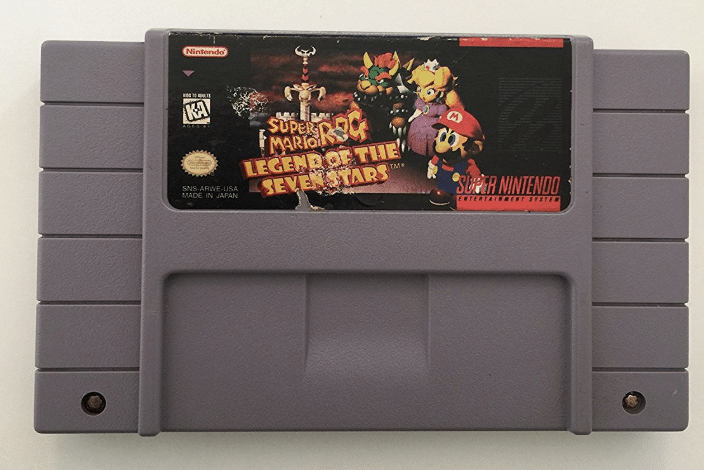 Nintendo®
KIDS TO ADULTS
KA
AGES 6+
SUPER
MARIO RPG
LEGEND OF THE
SEVEN STARS™
M
SNS-ARWE-USA
MADE IN JAPAN
SUPER NINTENDO
ENTERTAINMENT SYSTEM